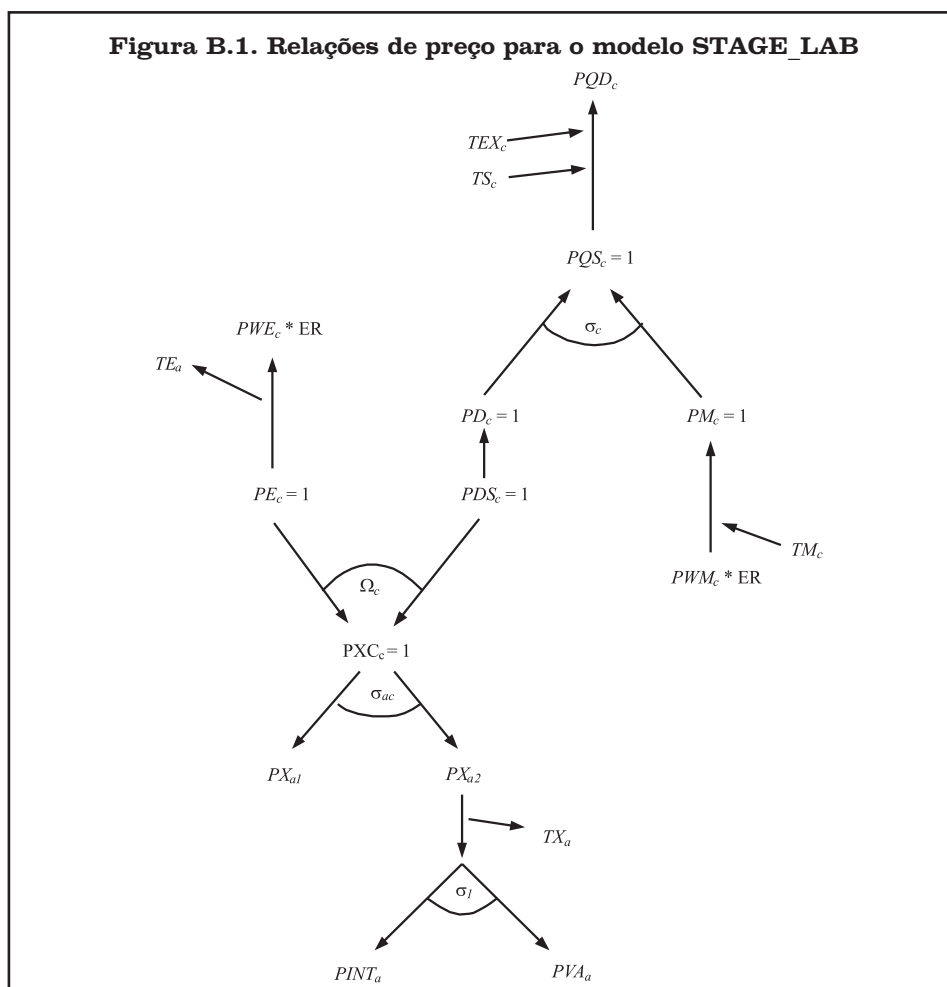 Figura B.1. Relações de preço para o modelo STAGE_LAB
PQD_c
TEX_c
TS_c
PQS_c = 1
σ_c
PWE_c * ER
TE_a
PD_c = 1
PM_c = 1
PE_c = 1
PDS_c = 1
TM_c
PWM_c * ER
Ω_c
PXC_c = 1
σ_ac
PX_a1
PX_a2
TX_a
σ_1
PINT_a
PVA_a